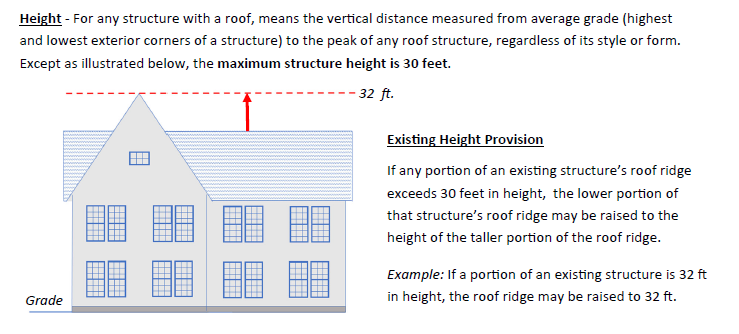 Height - For any structure with a roof, means the vertical distance measured from average grade (highest
and lowest exterior corners of a structure) to the peak of any roof structure, regardless of its style or form.
Except as illustrated below, the maximum structure height is 30 feet.
32 ft.
Existing Height Provision
If any portion of an existing structure's roof ridge
exceeds 30 feet in height, the lower portion of
that structure's roof ridge may be raised to the
height of the taller portion of the roof ridge.
Example: If a portion of an existing structure is 32 ft
in height, the roof ridge may be raised to 32 ft.
Grade